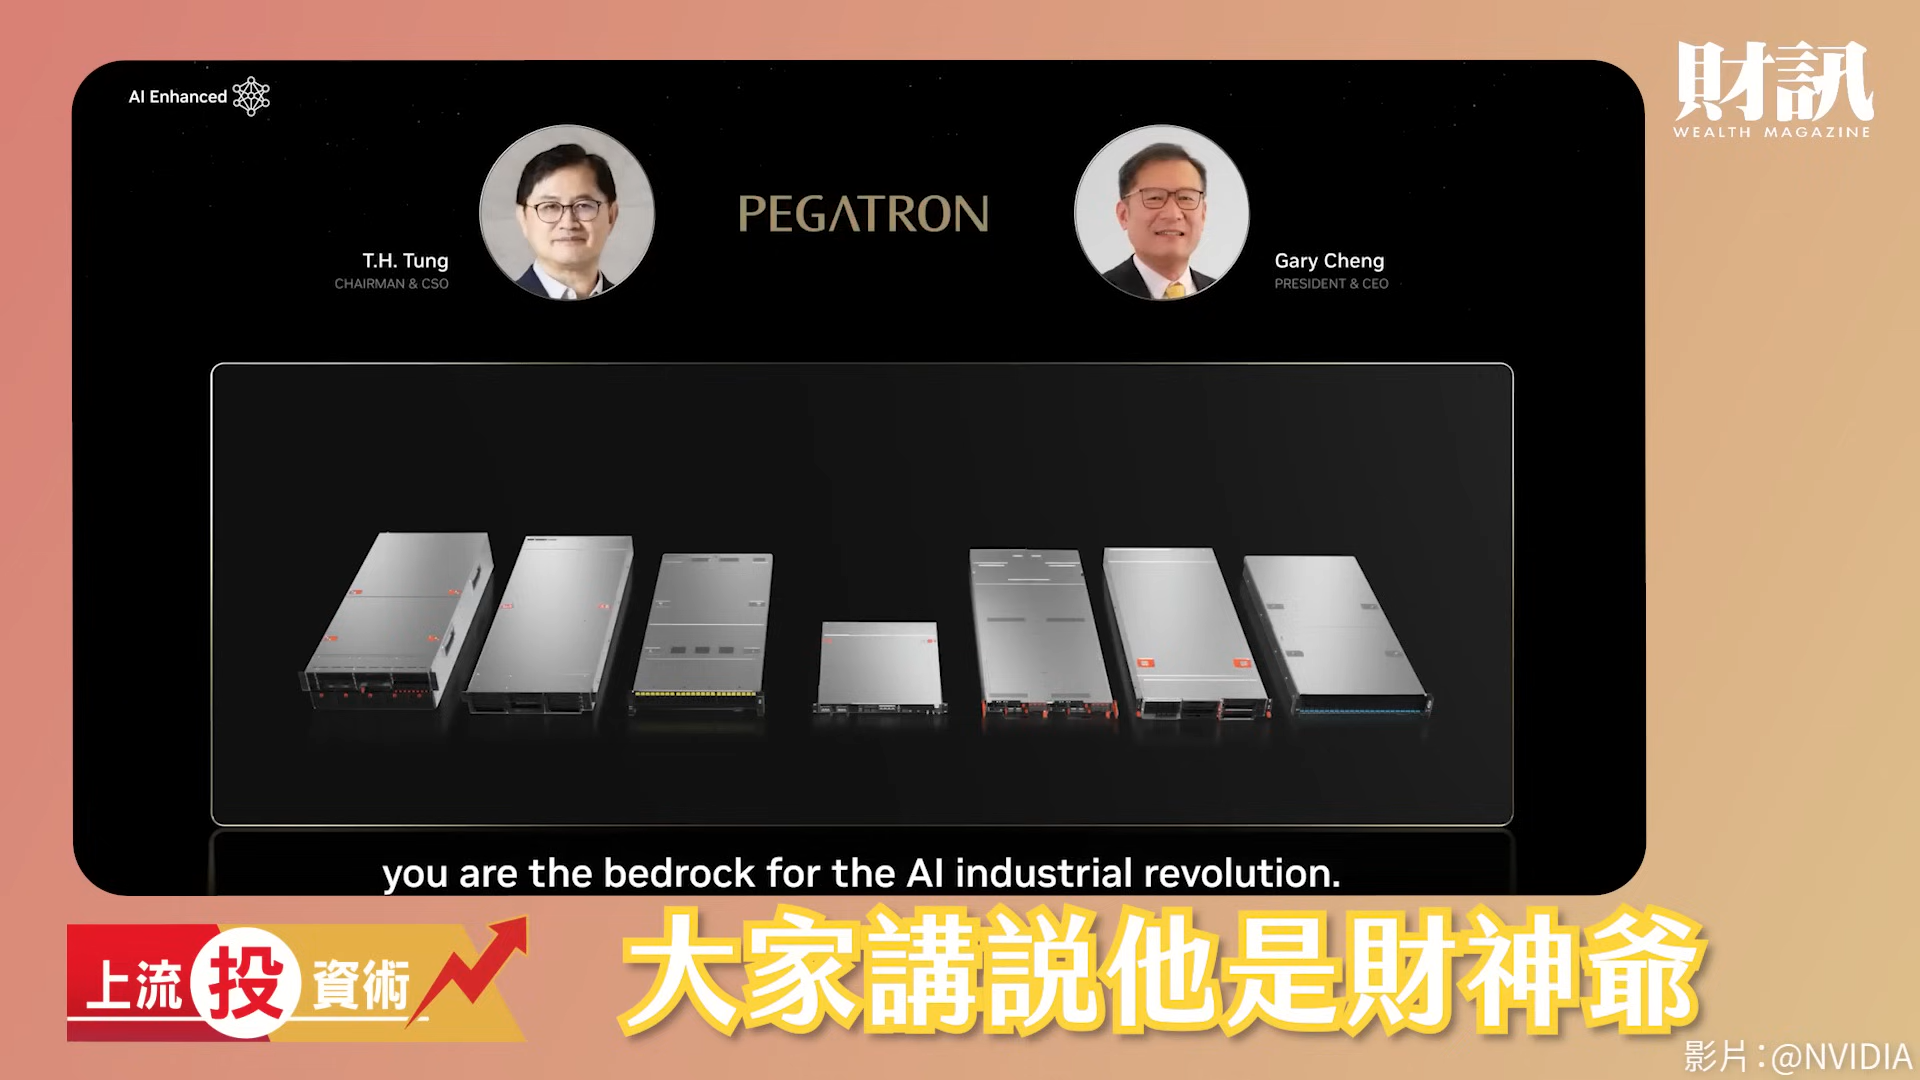 AI Enhanced
財訊
WEALTH MAGAZINE
T.H. Tung
CHAIRMAN & CSO
PEGATRON
Gary Cheng
PRESIDENT & CEO
you are the bedrock for the AI industrial revolution.
上流投資術
大家講説他是財神爺
影片:@NVIDIA